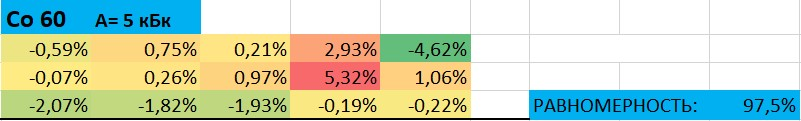 Co 60 A= 5 кБк
-0,59% 0,75% 0,21% 2,93% -4,62%
-0,07% 0,26% 0,97% 5,32% 1,06%
-2,07% -1,82% -1,93% -0,19% -0,22% РАВНОМЕРНОСТЬ: 97,5%